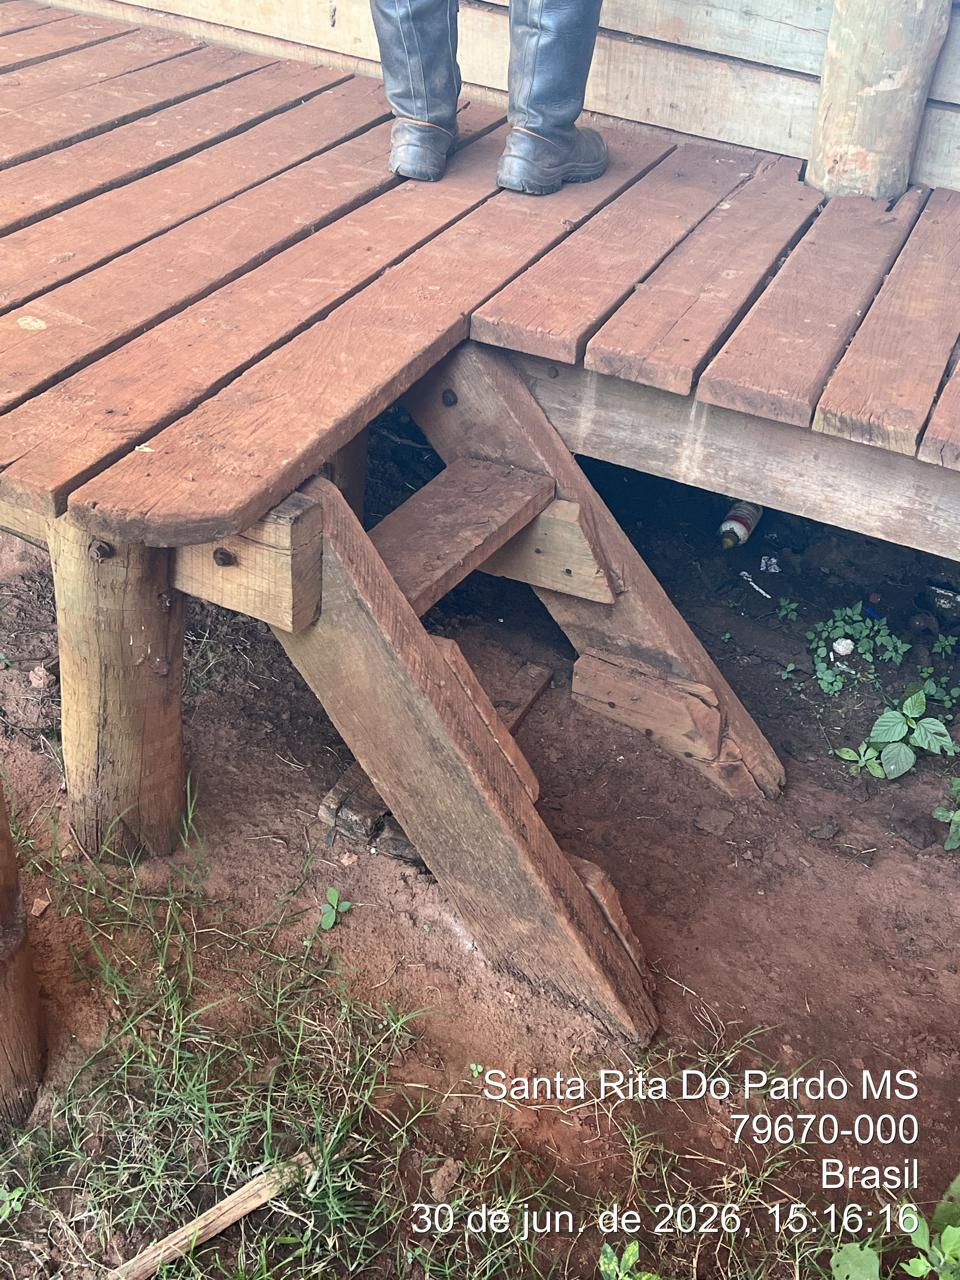 Santa Rita Do Pardo MS
79670-000
Brasil
30 de jun. de 2026, 15:16:16